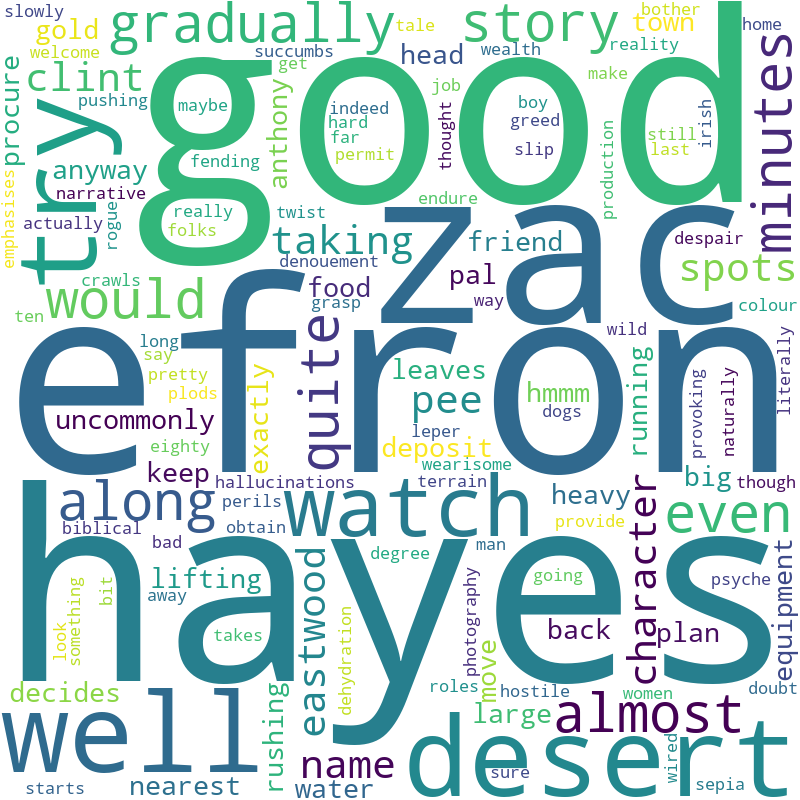 slowly
gradually
story
bother
tale
gold
town
home
welcome
succumbs
wealth
reality
good
head
clint
get
make
procure
pushing
maybe
indeed
job
boy
minutes
try
hard
thought
greed
still
irish
far
last
anyway
fending
anthony
permit
slip
production
emphasises
narrative
really
twist
endure
actually
rogue
folks
taking
zac
friend
despair
denouement
pal
spots
crawls
would
food
grasp
way
colour
ten
efron
wild
long
quite
say
exactly
leaves
running
pretty
plods
pee
hmmm
provoking
naturally
literally
uncommonly
dogs
leper
eighty
deposit
keep
hallucinations
wearisome
terrain
big
though
hayes
along
perils
watch
heavy
even
biblical
obtain
provide
bad
character
degree
man
look
something
bit
lifting
eastwood
going
psyche
equipment
away
photography
takes
back
plan
dehydration
move
decides
rushing
roles
hostile
women
doubt
well
large
almost
desert
name
wired
nearest
water
sure
starts
sepia